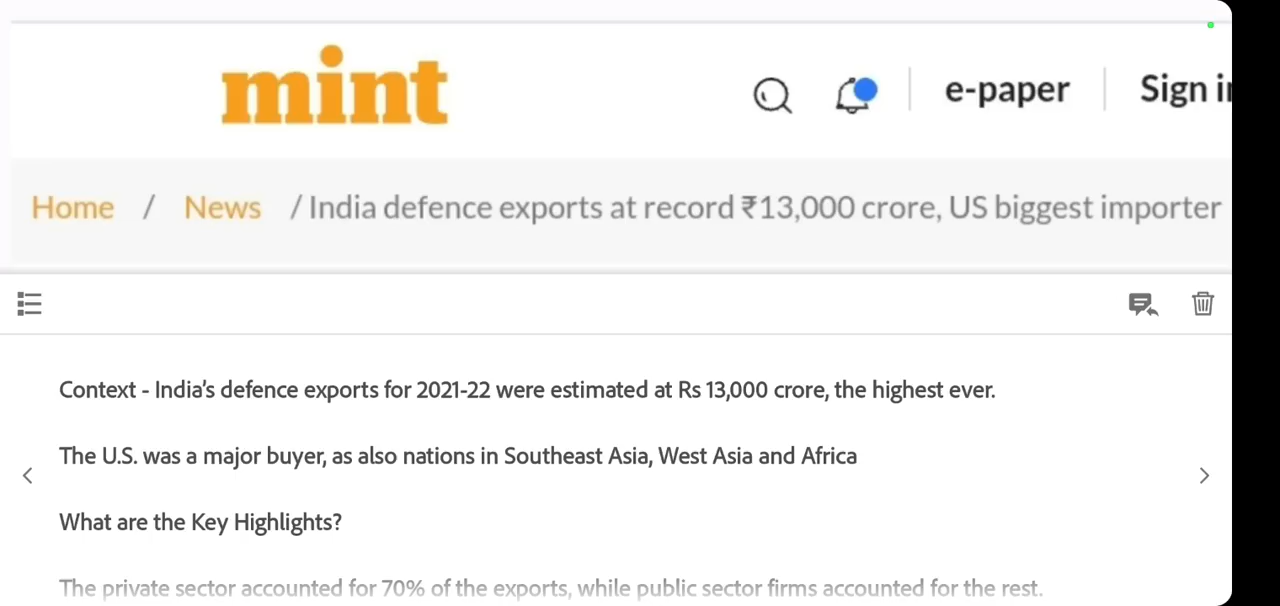 mint
e-paper
Home / News / India defence exports at record ₹13,000 crore, US biggest importer
Context - India's defence exports for 2021-22 were estimated at Rs 13,000 crore, the highest ever.
The U.S. was a major buyer, as also nations in Southeast Asia, West Asia and Africa
What are the Key Highlights?
The private sector accounted for 70% of the exports, while public sector firms accounted for the rest.